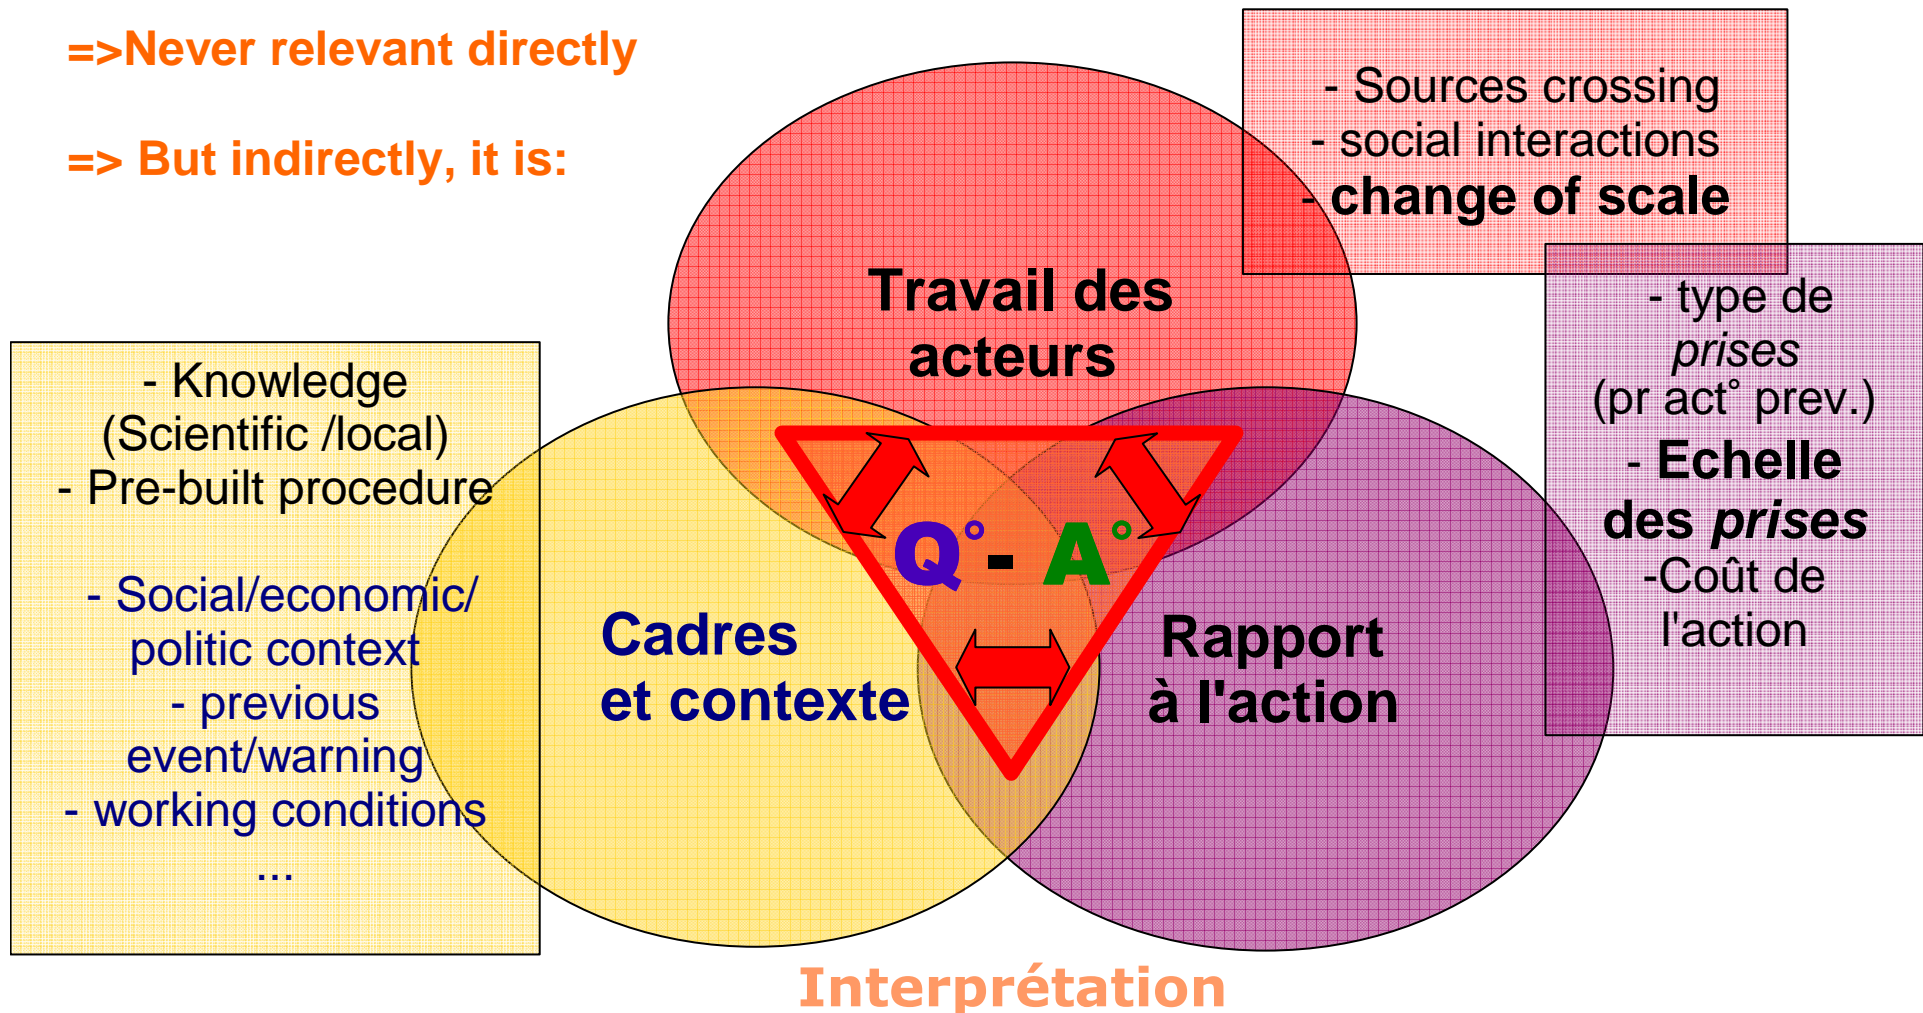 =>Never relevant directly
=> But indirectly, it is:
- Sources crossing
- social interactions
- change of scale
Travail des
acteurs
- type de
prises
(pr act° prev.)
- Echelle
des prises
-Coût de
l'action
- Knowledge
(Scientific /local)
- Pre-built procedure
- Social/economic/
politic context
- previous
event/warning
- working conditions
...
Q°- A°
Cadres
et contexte
Rapport
à l'action
Interprétation